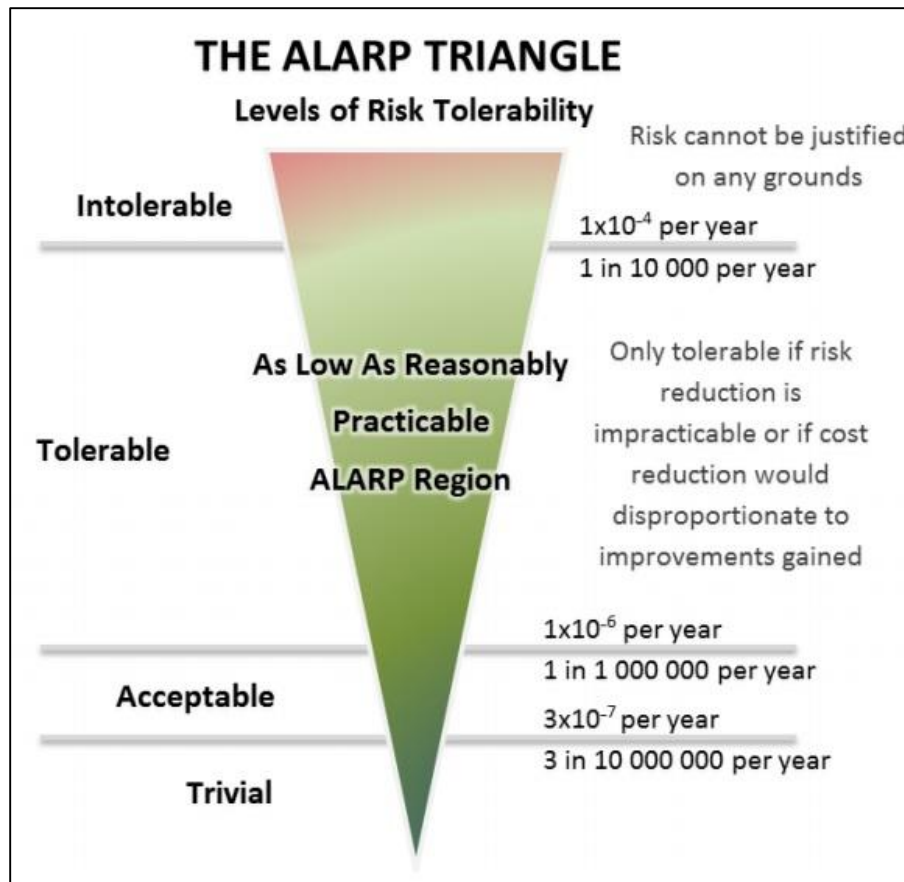 THE ALARP TRIANGLE
Levels of Risk Tolerability
Risk cannot be justified
on any grounds
Intolerable
1x10⁻⁴ per year
1 in 10 000 per year
As Low As Reasonably
Practicable
ALARP Region
Only tolerable if risk
reduction is
impracticable or if cost
reduction would
disproportionate to
improvements gained
Tolerable
1x10⁻⁶ per year
1 in 1 000 000 per year
Acceptable
3x10⁻⁷ per year
3 in 10 000 000 per year
Trivial